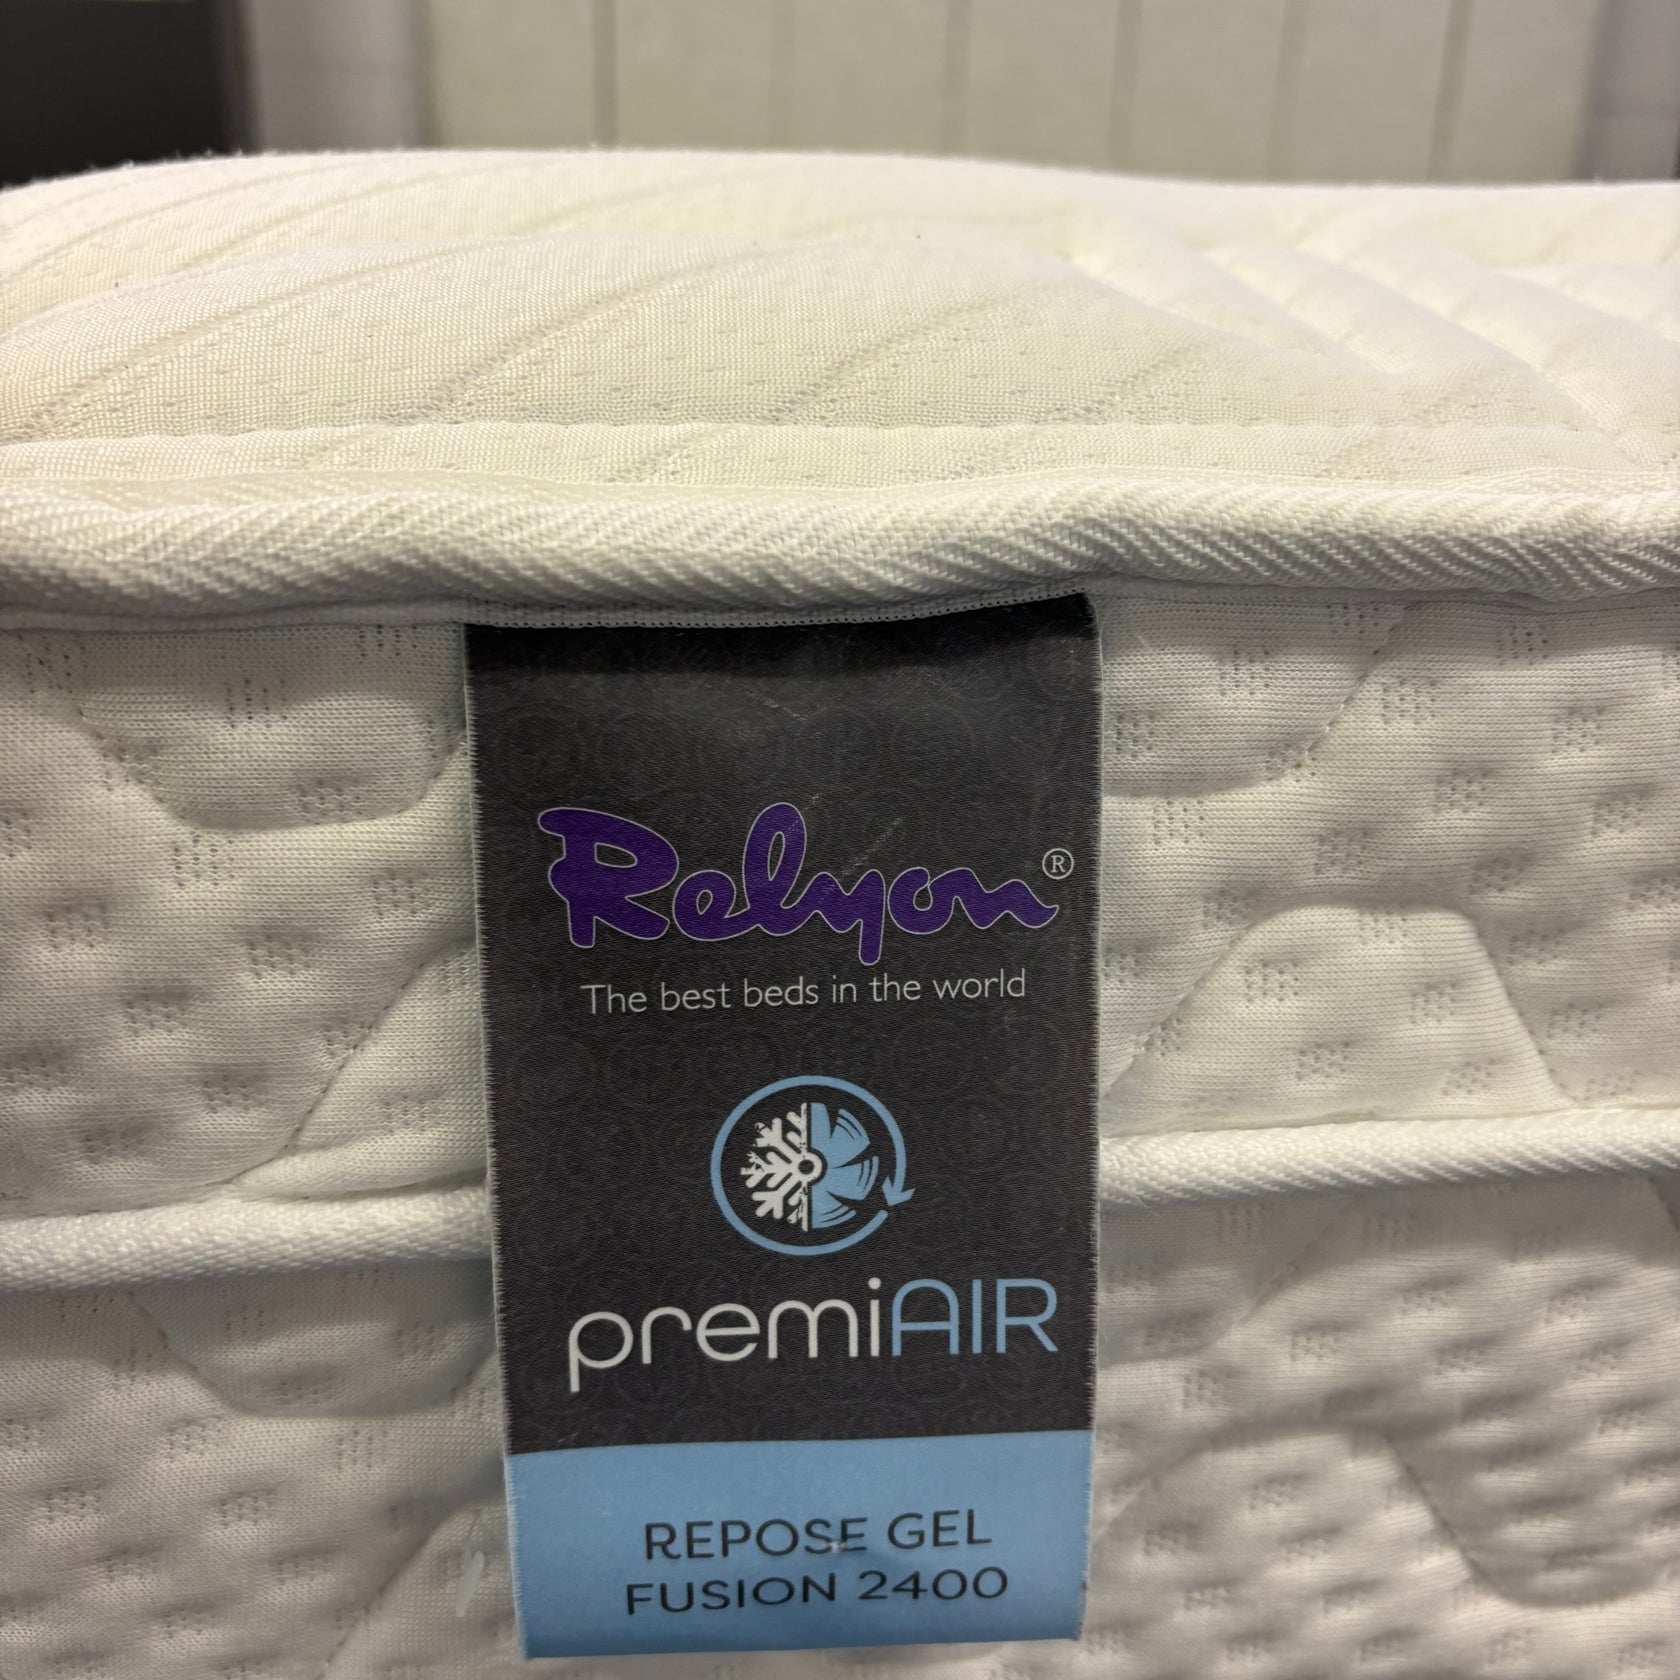 Relyon®
The best beds in the world
premiAIR
REPOSE GEL
FUSION 2400